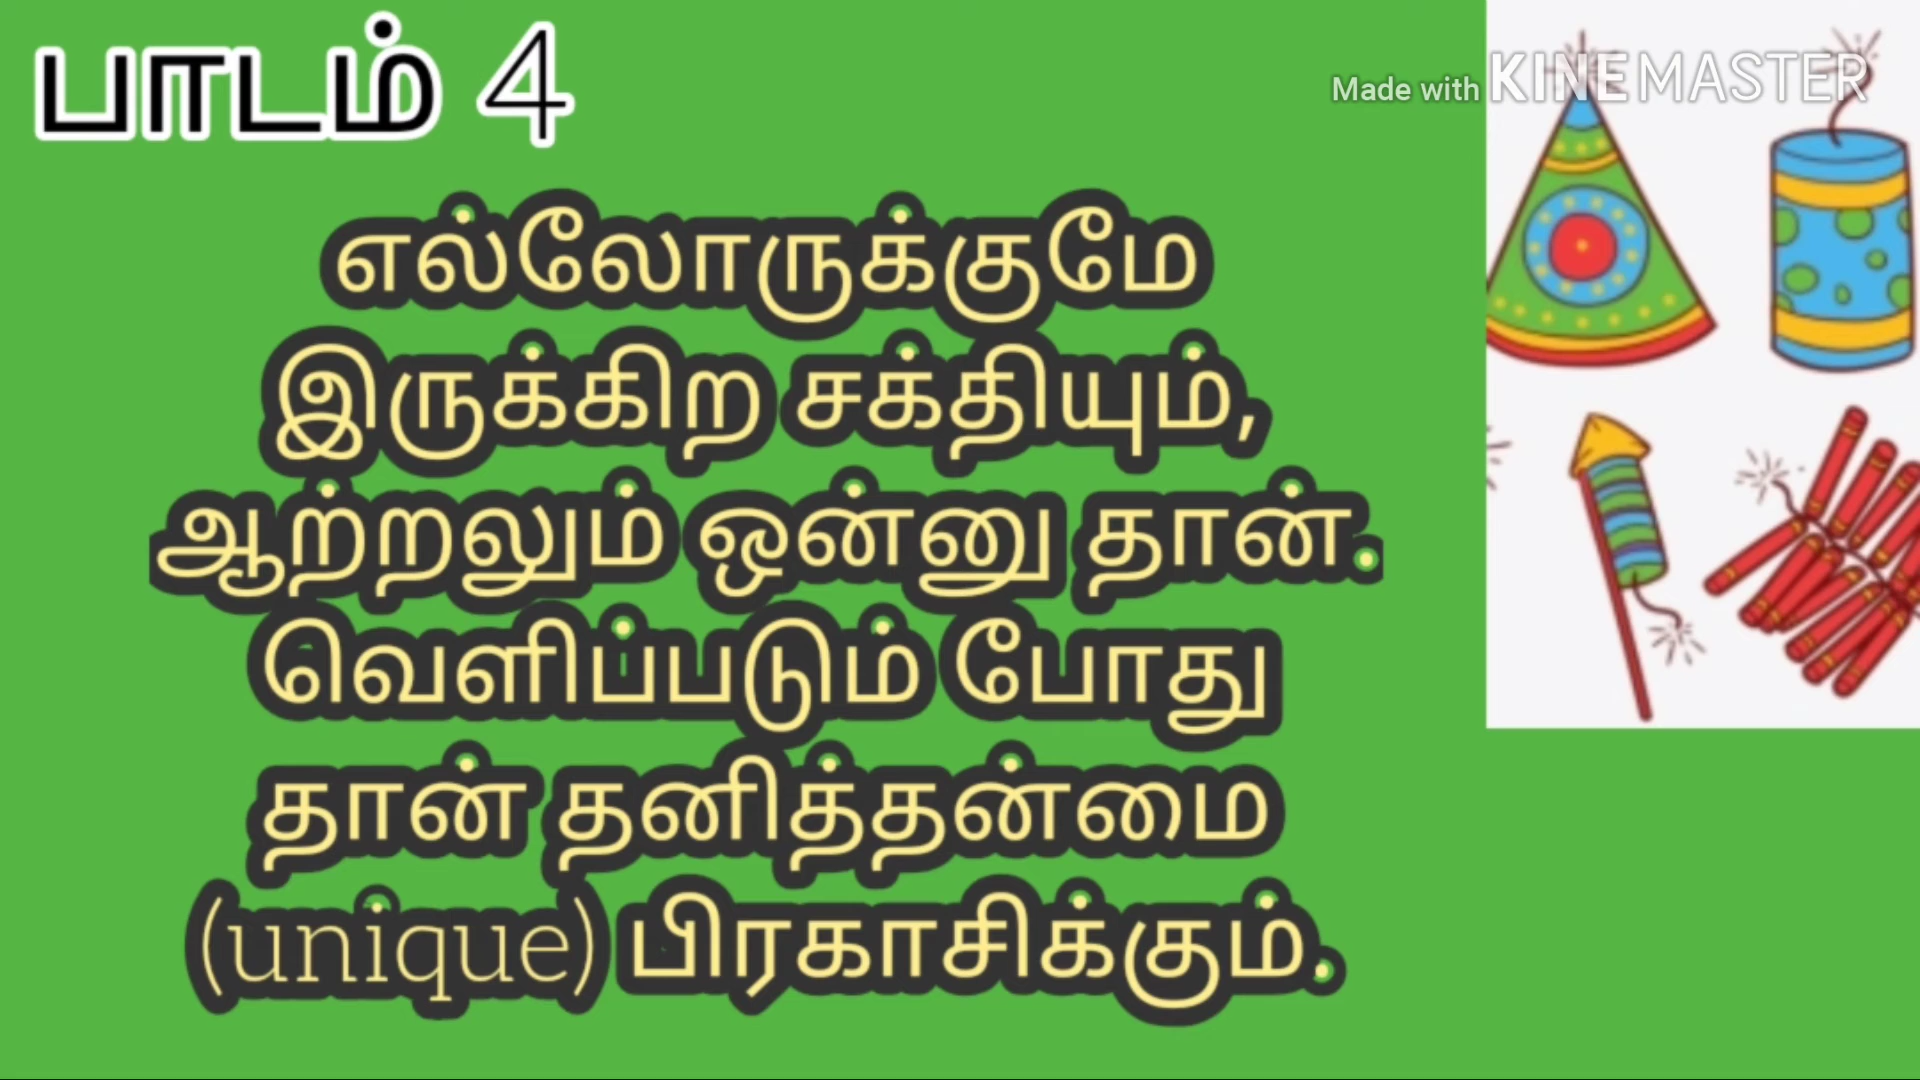 பாடம் 4
Made with KINEMASTER
எல்லோருக்குமே
இருக்கிற சக்தியும்,
ஆற்றலும் ஒன்னு தான்.
வெளிப்படும் போது
தான் தனித்தன்மை
(unique) பிரகாசிக்கும்.